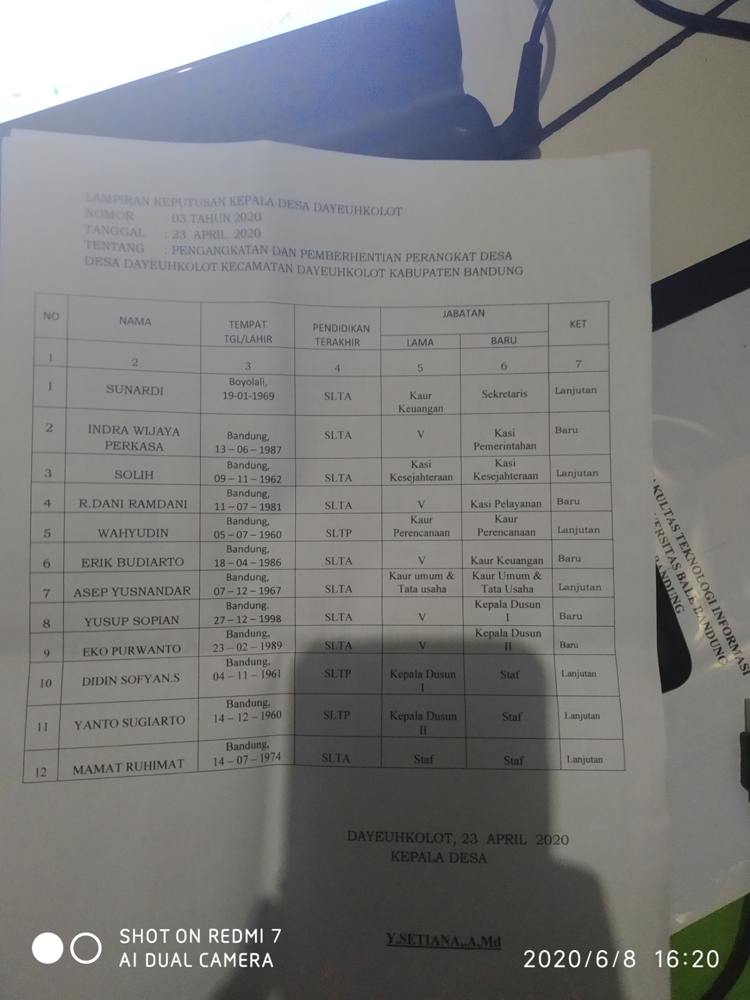 LAMPIRAN KEPUTUSAN KEPALA DESA DAYEUHKOLOT
NOMOR : 03 TAHUN 2020
TANGGAL : 23 APRIL 2020
TENTANG : PENGANGKATAN DAN PEMBERHENTIAN PERANGKAT DESA
DESA DAYEUHKOLOT KECAMATAN DAYEUHKOLOT KABUPATEN BANDUNG
NO NAMA TEMPAT TGL/LAHIR PENDIDIKAN TERAKHIR JABATAN KET
LAMA BARU
1 2 3 4 5 6 7
1 SUNARDI Boyolali, 19-01-1969 SLTA Kaur Keuangan Sekretaris Lanjutan
2 INDRA WIJAYA PERKASA Bandung, 13 – 06 – 1987 SLTA V Kasi Pemerintahan Baru
3 SOLIH Bandung, 09 – 11 – 1962 SLTA Kasi Kesejahteraan Kasi Kesejahteraan Lanjutan
4 R.DANI RAMDANI Bandung, 11 – 07 – 1981 SLTA V Kasi Pelayanan Baru
5 WAHYUDIN Bandung, 05 – 07 – 1960 SLTP Kaur Perencanaan Kaur Perencanaan Lanjutan
6 ERIK BUDIARTO Bandung, 18 – 04 – 1986 SLTA V Kaur Keuangan Baru
7 ASEP YUSNANDAR Bandung, 07 – 12 – 1967 SLTA Kaur umum & Tata usaha Kaur Umum & Tata Usaha Lanjutan
8 YUSUP SOPIAN Bandung. 27 – 12 – 1998 SLTA V Kepala Dusun I Baru
9 EKO PURWANTO Bandung, 23 – 02 – 1989 SLTA V Kepala Dusun II Baru
10 DIDIN SOFYAN.S Bandung, 04 – 11 – 1961 SLTP Kepala Dusun I Staf Lanjutan
11 YANTO SUGIARTO Bandung, 14 – 12 – 1960 SLTP Kepala Dusun II Staf Lanjutan
12 MAMAT RUHIMAT Bandung, 14 – 07 – 1974 SLTA Staf Staf Lanjutan
DAYEUHKOLOT, 23 APRIL 2020
KEPALA DESA
Y.SETIANA,.A,Md
TEKNOLOGI INFORMASI
BALE BANDUNG
BANDUNG
SHOT ON REDMI 7
AI DUAL CAMERA
2020/6/8 16:20